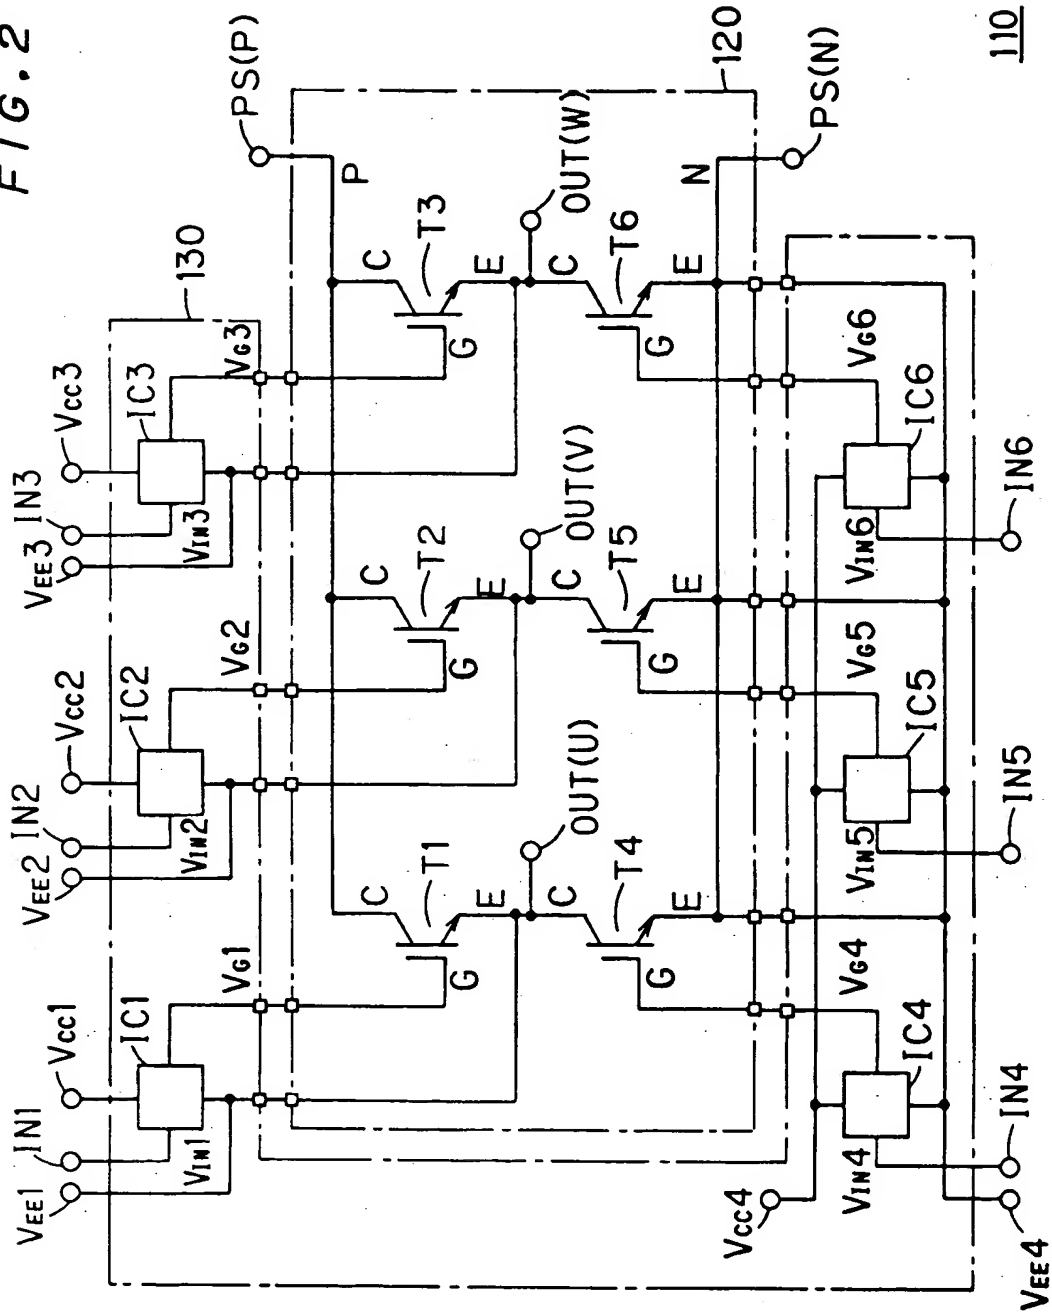 FIG.2
110
130
120
PS(P)
P
PS(N)
N
VEE1
IN1
VCC1
IC1
VIN1
VG1
VEE2
IN2
VCC2
IC2
VIN2
VG2
VEE3
IN3
VCC3
IC3
VIN3
VG3
C
T1
G
E
C
T2
G
E
C
T3
G
E
OUT(U)
OUT(V)
OUT(W)
C
T4
G
E
C
T5
G
E
C
T6
G
E
VCC4
VIN4
IC4
VG4
VIN5
IC5
VG5
VIN6
IC6
VG6
VEE4
IN4
IN5
IN6